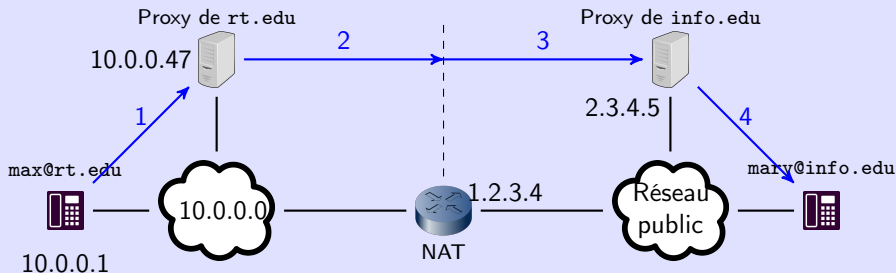 Proxy de rt.edu
Proxy de info.edu
2
3
10.0.0.47
1
2.3.4.5
4
max@rt.edu
mary@info.edu
10.0.0.0
1.2.3.4
Réseau
public
NAT
10.0.0.1